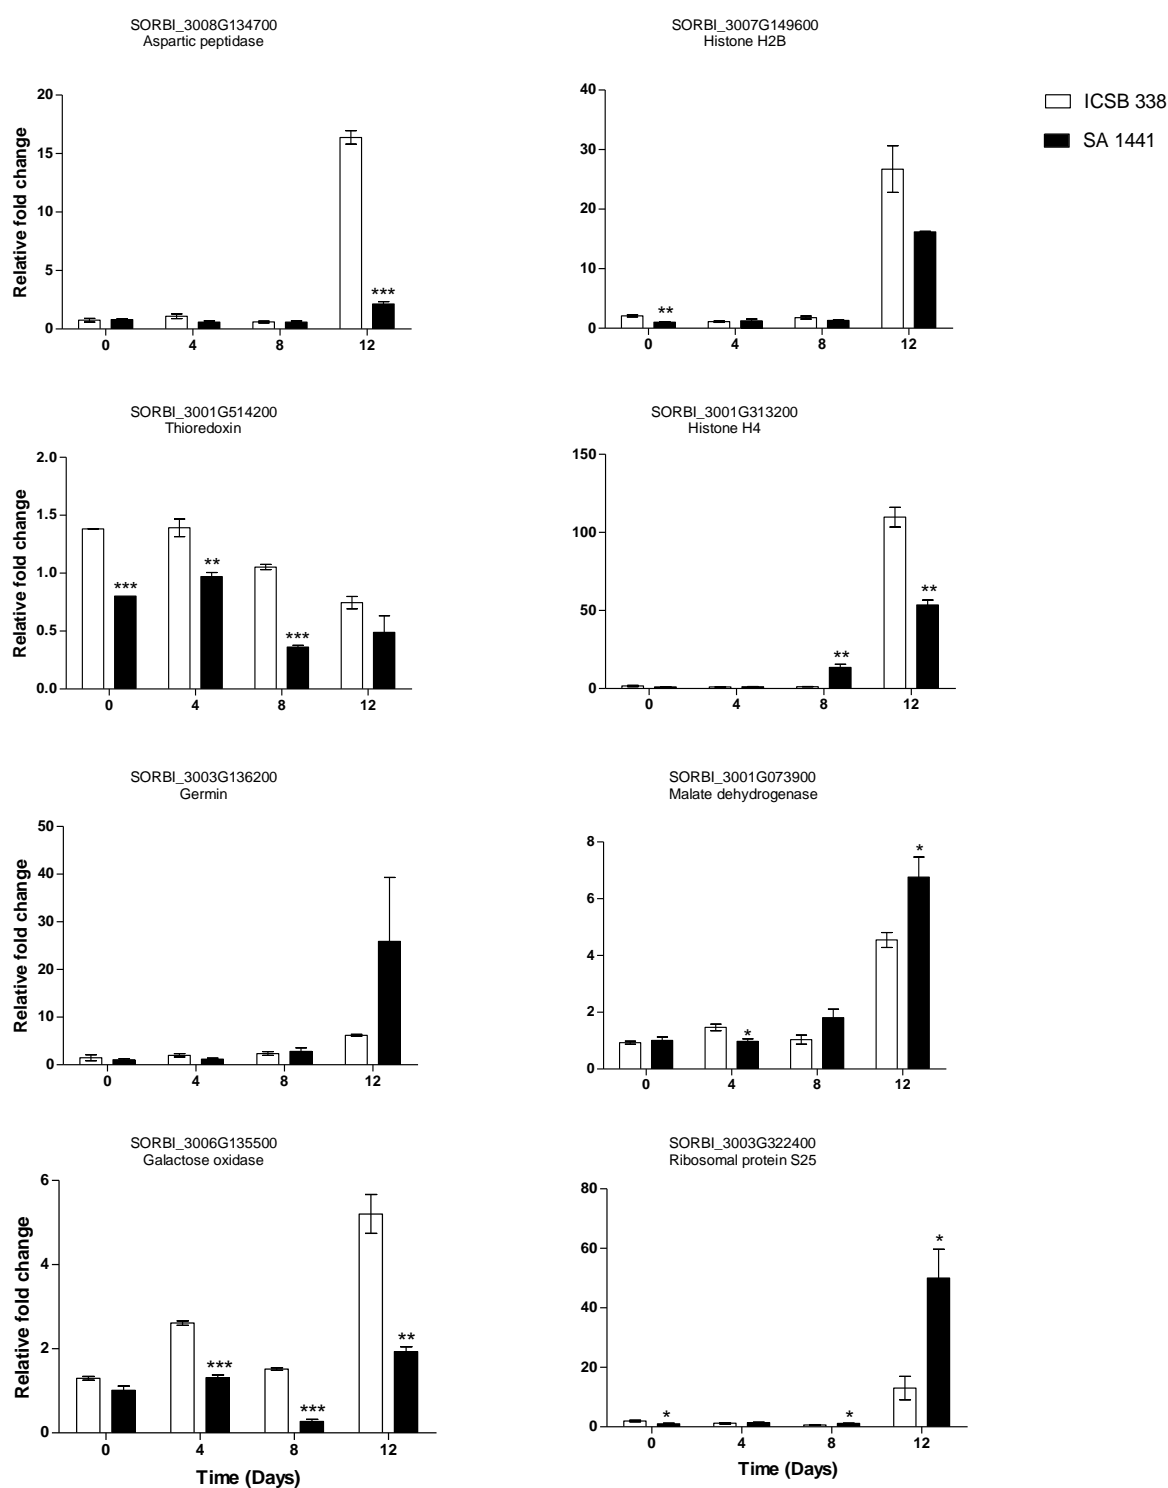 SORBI_3008G134700
Aspartic peptidase
Relative fold change
20
15
10
5
0
***
0 4 8 12
SORBI_3007G149600
Histone H2B
40
30
20
10
0
**
0 4 8 12
ICSB 338
SA 1441
SORBI_3001G514200
Thioredoxin
Relative fold change
2.0
1.5
1.0
0.5
0.0
*** ** ***
0 4 8 12
SORBI_3001G313200
Histone H4
150
100
50
0
** **
0 4 8 12
SORBI_3003G136200
Germin
Relative fold change
50
40
30
20
10
0
0 4 8 12
SORBI_3001G073900
Malate dehydrogenase
8
6
4
2
0
* *
0 4 8 12
SORBI_3006G135500
Galactose oxidase
Relative fold change
6
4
2
0
*** *** **
0 4 8 12
Time (Days)
SORBI_3003G322400
Ribosomal protein S25
80
60
40
20
0
* * *
0 4 8 12
Time (Days)